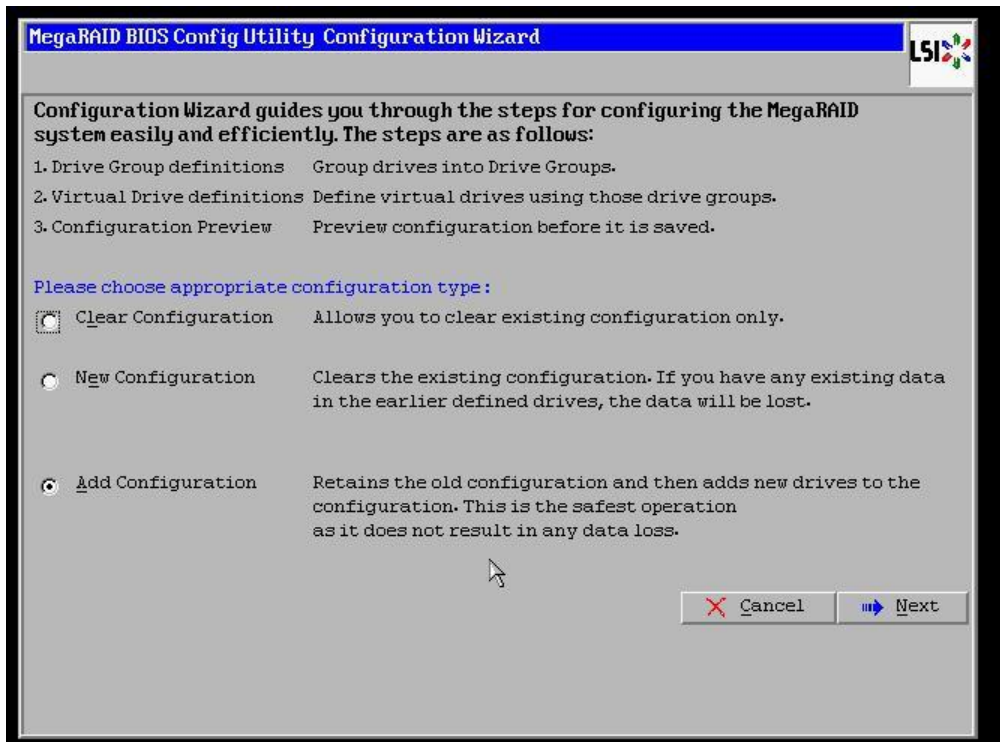 MegaRAID BIOS Config Utility Configuration Wizard
LSI
Configuration Wizard guides you through the steps for configuring the MegaRAID
system easily and efficiently. The steps are as follows:
1. Drive Group definitions Group drives into Drive Groups.
2. Virtual Drive definitions Define virtual drives using those drive groups.
3. Configuration Preview Preview configuration before it is saved.
Please choose appropriate configuration type:
Clear Configuration Allows you to clear existing configuration only.
New Configuration Clears the existing configuration. If you have any existing data
in the earlier defined drives, the data will be lost.
Add Configuration Retains the old configuration and then adds new drives to the
configuration. This is the safest operation
as it does not result in any data loss.
Cancel Next